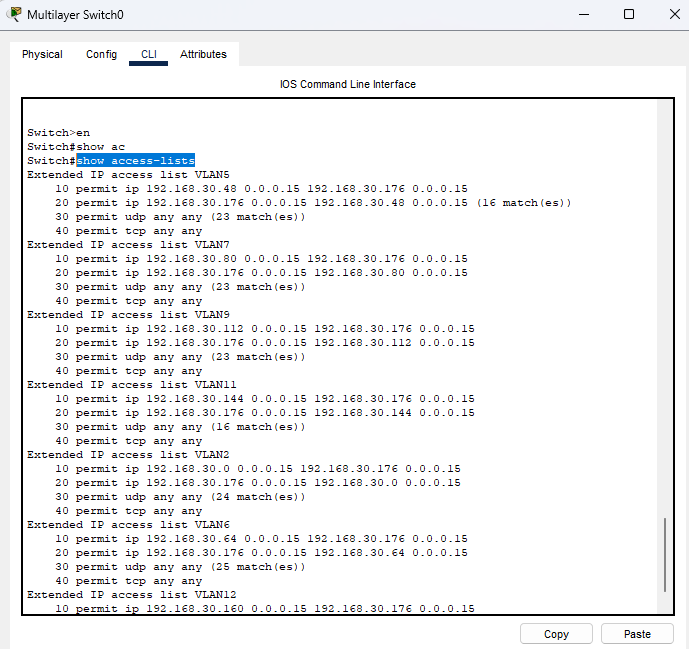 Multilayer Switch0
Physical Config CLI Attributes
IOS Command Line Interface
Switch>en
Switch#show ac
Switch#show access-lists
Extended IP access list VLAN5
10 permit ip 192.168.30.48 0.0.0.15 192.168.30.176 0.0.0.15
20 permit ip 192.168.30.176 0.0.0.15 192.168.30.48 0.0.0.15 (16 match(es))
30 permit udp any any (23 match(es))
40 permit tcp any any
Extended IP access list VLAN7
10 permit ip 192.168.30.80 0.0.0.15 192.168.30.176 0.0.0.15
20 permit ip 192.168.30.176 0.0.0.15 192.168.30.80 0.0.0.15
30 permit udp any any (23 match(es))
40 permit tcp any any
Extended IP access list VLAN9
10 permit ip 192.168.30.112 0.0.0.15 192.168.30.176 0.0.0.15
20 permit ip 192.168.30.176 0.0.0.15 192.168.30.112 0.0.0.15
30 permit udp any any (23 match(es))
40 permit tcp any any
Extended IP access list VLAN11
10 permit ip 192.168.30.144 0.0.0.15 192.168.30.176 0.0.0.15
20 permit ip 192.168.30.176 0.0.0.15 192.168.30.144 0.0.0.15
30 permit udp any any (16 match(es))
40 permit tcp any any
Extended IP access list VLAN2
10 permit ip 192.168.30.0 0.0.0.15 192.168.30.176 0.0.0.15
20 permit ip 192.168.30.176 0.0.0.15 192.168.30.0 0.0.0.15
30 permit udp any any (24 match(es))
40 permit tcp any any
Extended IP access list VLAN6
10 permit ip 192.168.30.64 0.0.0.15 192.168.30.176 0.0.0.15
20 permit ip 192.168.30.176 0.0.0.15 192.168.30.64 0.0.0.15
30 permit udp any any (25 match(es))
40 permit tcp any any
Extended IP access list VLAN12
10 permit ip 192.168.30.160 0.0.0.15 192.168.30.176 0.0.0.15
Copy Paste